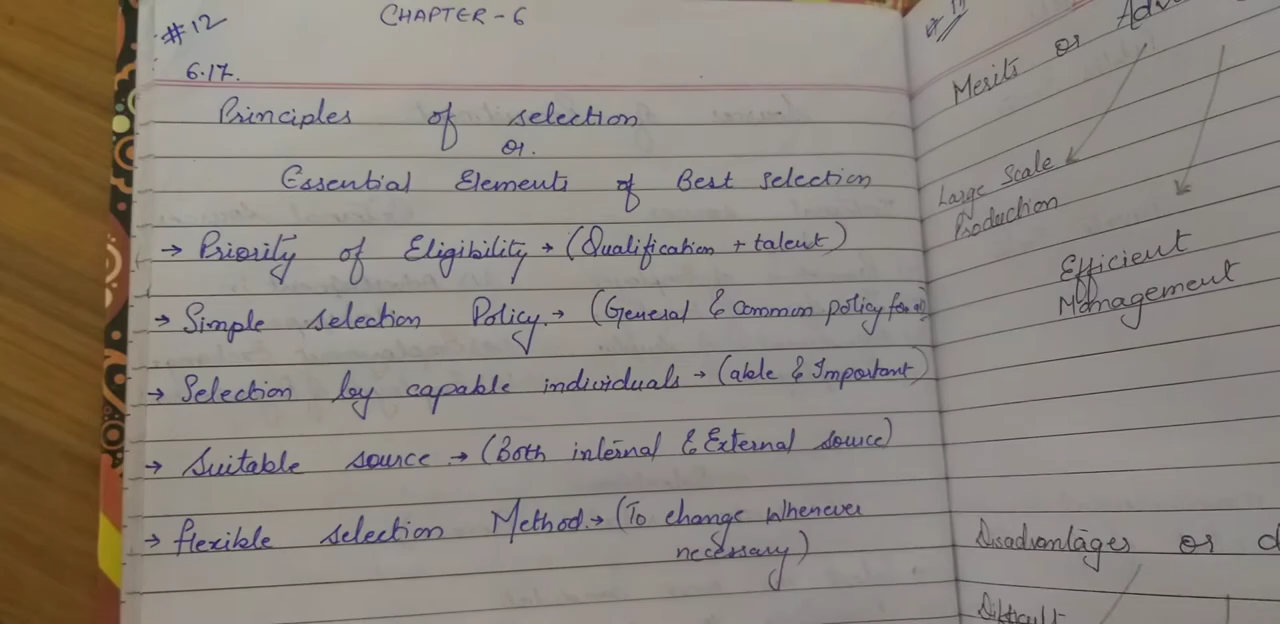 #12
CHAPTER - 6
6.17.
Principles of selection
or.
Essential Elements of Best selection
→ Priority of Eligibility → (Qualification + talent)
→ Simple selection Policy. → (General & Common policy for all)
→ Selection by capable individuals → (able & Important)
→ Suitable source → (Both internal & External source)
→ flexible selection Method. → (To change whenever
necessary)
Merits or
Large Scale
Production
Efficient
Management
Disadvantages or
Difficult